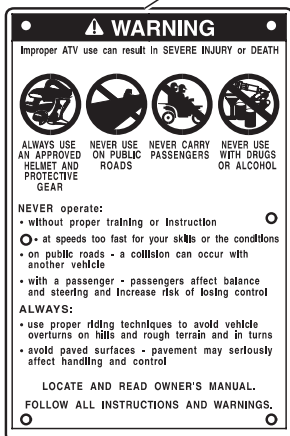 WARNING
Improper ATV use can result in SEVERE INJURY or DEATH
ALWAYS USE
AN APPROVED
HELMET AND
PROTECTIVE
GEAR
NEVER USE
ON PUBLIC
ROADS
NEVER CARRY
PASSENGERS
NEVER USE
WITH DRUGS
OR ALCOHOL
NEVER operate:
• without proper training or instruction
• at speeds too fast for your skills or the conditions
• on public roads - a collision can occur with
another vehicle
• with a passenger - passengers affect balance
and steering and increase risk of losing control
ALWAYS:
• use proper riding techniques to avoid vehicle
overturns on hills and rough terrain and in turns
• avoid paved surfaces - pavement may seriously
affect handling and control
LOCATE AND READ OWNER'S MANUAL.
FOLLOW ALL INSTRUCTIONS AND WARNINGS.